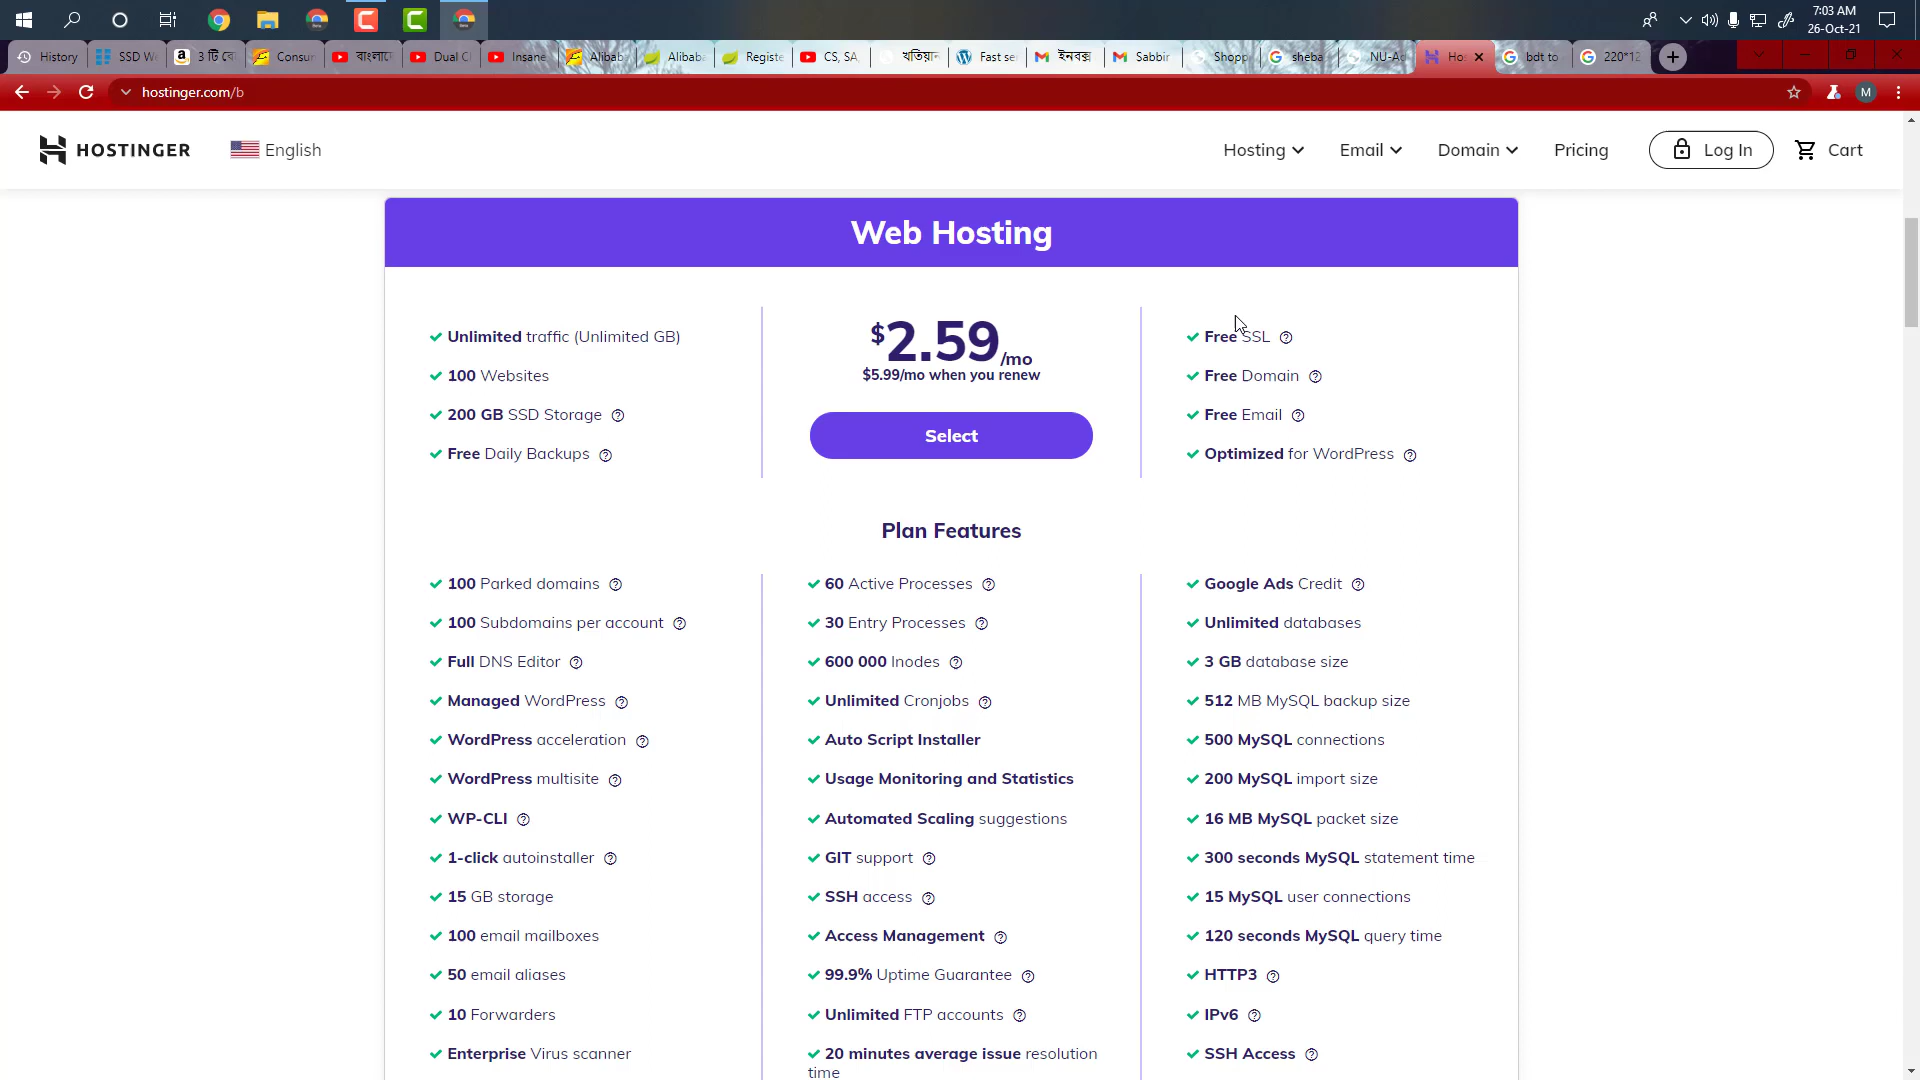 7:03 AM
26-Oct-21
History
SSD W
3 টি
Consu
Dual C
Insane
Alibab
Alibaba
Registe
CS, SA
খতিয়ান
Fast se
ইনবক্স
Sabbir
Shopp
sheba
NU-A
Ho
bdt to
220*12
hostinger.com/b
M
HOSTINGER
English
Hosting
Email
Domain
Pricing
Log In
Cart
Web Hosting
Unlimited traffic (Unlimited GB)
100 Websites
200 GB SSD Storage
Free Daily Backups
$2.59/mo
$5.99/mo when you renew
Select
Free SSL
Free Domain
Free Email
Optimized for WordPress
Plan Features
100 Parked domains
100 Subdomains per account
Full DNS Editor
Managed WordPress
WordPress acceleration
WordPress multisite
WP-CLI
1-click autoinstaller
15 GB storage
100 email mailboxes
50 email aliases
10 Forwarders
Enterprise Virus scanner
60 Active Processes
30 Entry Processes
600 000 Inodes
Unlimited Cronjobs
Auto Script Installer
Usage Monitoring and Statistics
Automated Scaling suggestions
GIT support
SSH access
Access Management
99.9% Uptime Guarantee
Unlimited FTP accounts
20 minutes average issue resolution
time
Google Ads Credit
Unlimited databases
3 GB database size
512 MB MySQL backup size
500 MySQL connections
200 MySQL import size
16 MB MySQL packet size
300 seconds MySQL statement time
15 MySQL user connections
120 seconds MySQL query time
HTTP3
IPv6
SSH Access